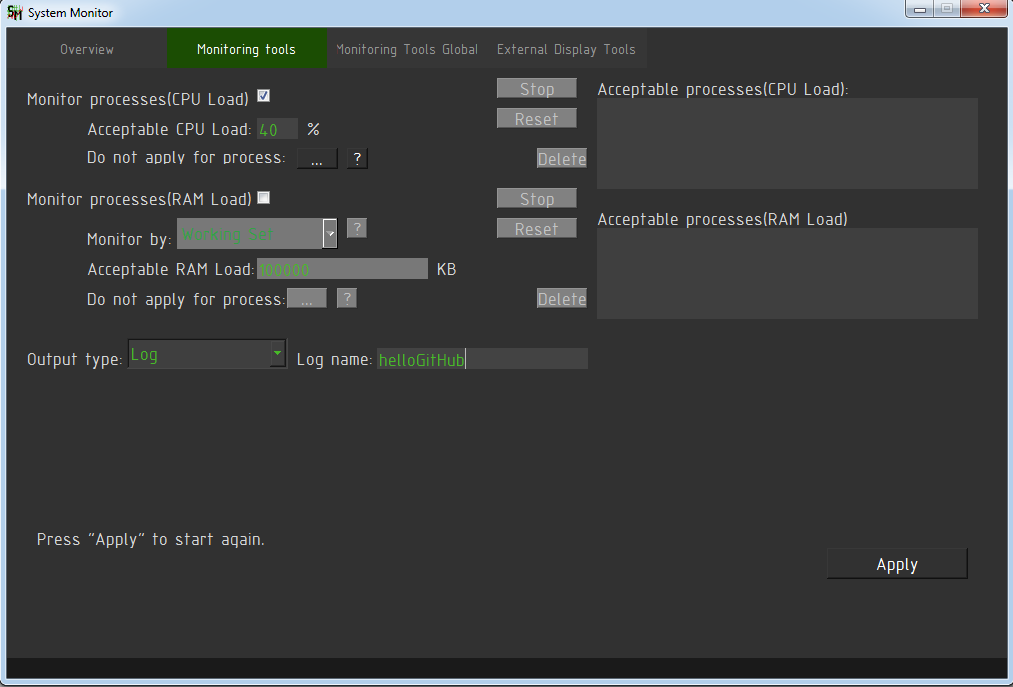 SM System Monitor
Overview Monitoring tools Monitoring Tools Global External Display Tools
Monitor processes(CPU Load) Stop Acceptable processes(CPU Load):
Acceptable CPU Load: 40 % Reset
Do not apply for process: ... ? Delete
Monitor processes(RAM Load) Stop Acceptable processes(RAM Load)
Monitor by: Working Set ? Reset
Acceptable RAM Load: 100000 KB
Do not apply for process: ... ? Delete
Output type: Log Log name: helloGitHub
Press "Apply" to start again.
Apply